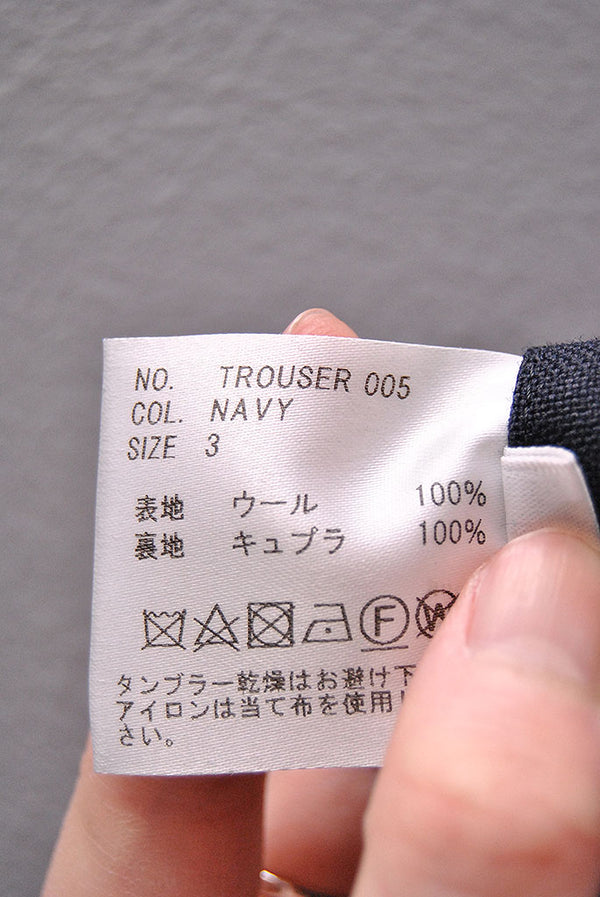 NO. TROUSER 005
COL. NAVY
SIZE 3
表地 ウール 100%
裏地 キュプラ 100%
F W
タンブラー乾燥はお避け下
アイロンは当て布を使用し
さい。